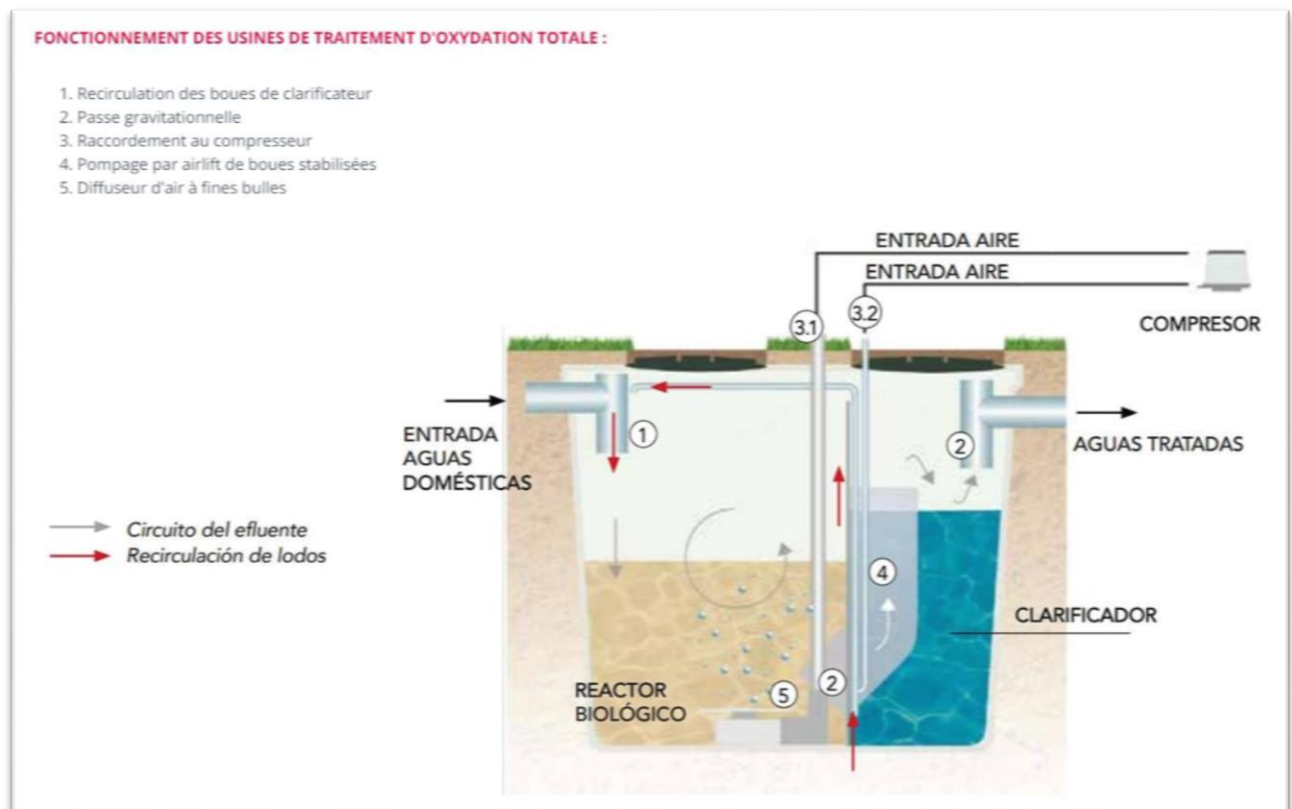 FONCTIONNEMENT DES USINES DE TRAITEMENT D'OXYDATION TOTALE :
1. Recirculation des boues de clarificateur
2. Passe gravitationnelle
3. Raccordement au compresseur
4. Pompage par airlift de boues stabilisées
5. Diffuseur d'air à fines bulles
ENTRADA AIRE
ENTRADA AIRE
3.1
3.2
COMPRESOR
ENTRADA
AGUAS
DOMÉSTICAS
1
2
AGUAS TRATADAS
Circuito del efluente
Recirculación de lodos
4
CLARIFICADOR
REACTOR
BIOLÓGICO
5
2